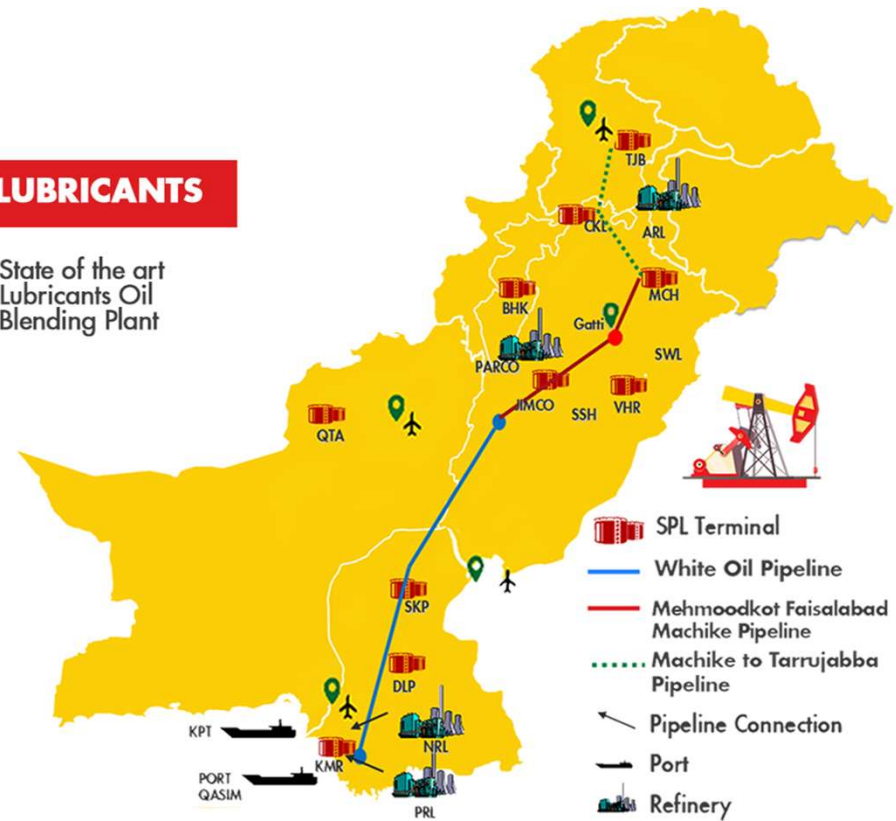 LUBRICANTS
State of the art
Lubricants Oil
Blending Plant
TJB
CKL
ARL
MCH
BHK
Gatti
PARCO
SWL
JIMCO
SSH
VHR
QTA
SKP
DLP
KPT
NRL
KMR
PORT
QASIM
PRL
SPL Terminal
White Oil Pipeline
Mehmoodkot Faisalabad
Machike Pipeline
Machike to Tarrujabba
Pipeline
Pipeline Connection
Port
Refinery